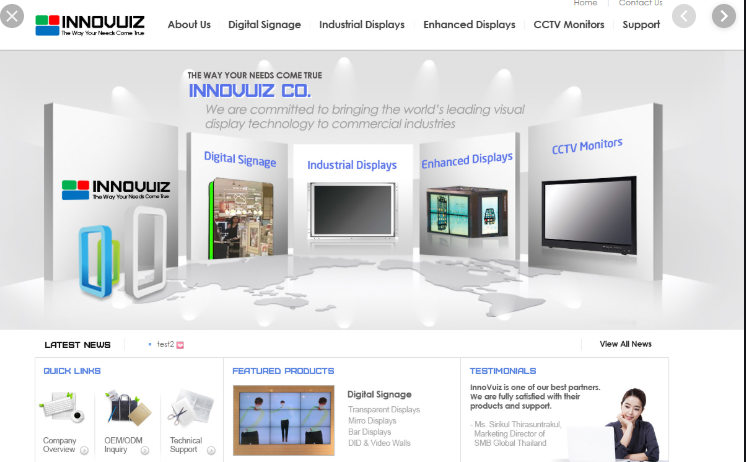 Home
Contact Us
INNOVUIZ
The Way Your Needs Come True
About Us
Digital Signage
Industrial Displays
Enhanced Displays
CCTV Monitors
Support
THE WAY YOUR NEEDS COME TRUE
INNOVUIZ CO.
We are committed to bringing the world's leading visual
display technology to commercial industries
Digital Signage
Industrial Displays
Enhanced Displays
CCTV Monitors
INNOVUIZ
The Way Your Needs Come True
LATEST NEWS
test2
View All News
QUICK LINKS
Company
Overview
OEM/ODM
Inquiry
Technical
Support
FEATURED PRODUCTS
Digital Signage
Transparent Displays
Mirro Displays
Bar Displays
DID & Video Walls
TESTIMONIALS
InnoVuiz is one of our best partners.
We are fully satisfied with their
products and support.
- Ms. Sirikul Thirasuntrakul,
Marketing Director of
SMB Global Thailand